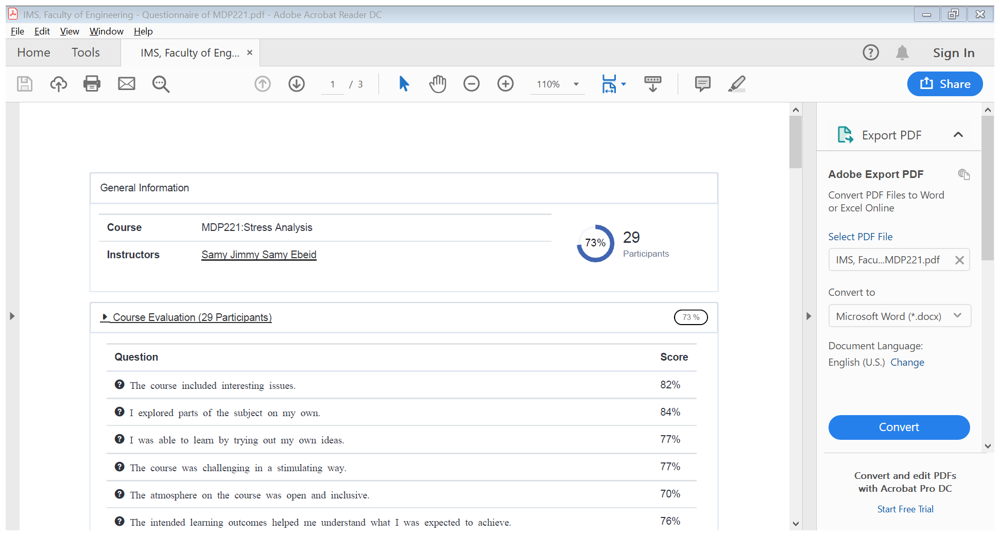 IMS, Faculty of Engineering - Questionnaire of MDP221.pdf - Adobe Acrobat Reader DC
File Edit View Window Help
Home Tools IMS, Faculty of Eng... × ? Sign In
1 / 3 110% Share
Export PDF
Adobe Export PDF
Convert PDF Files to Word
or Excel Online
Select PDF File
IMS, Facu...MDP221.pdf
Convert to
Microsoft Word (*.docx)
Document Language:
English (U.S.) Change
Convert
Convert and edit PDFs
with Acrobat Pro DC
Start Free Trial
General Information
Course MDP221:Stress Analysis
Instructors Samy Jimmy Samy Ebeid
73% 29
Participants
Course Evaluation (29 Participants) 73 %
Question Score
The course included interesting issues. 82%
I explored parts of the subject on my own. 84%
I was able to learn by trying out my own ideas. 77%
The course was challenging in a stimulating way. 77%
The atmosphere on the course was open and inclusive. 70%
The intended learning outcomes helped me understand what I was expected to achieve. 76%